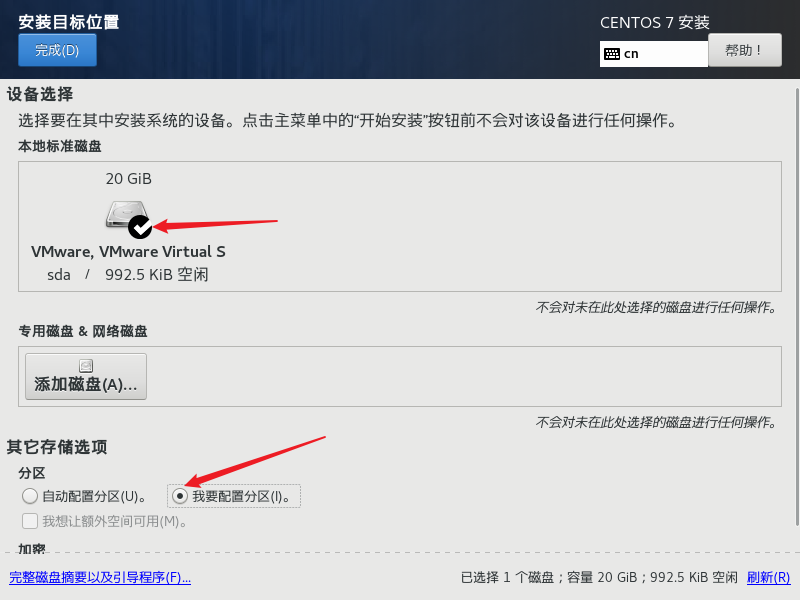 安装目标位置
CENTOS 7 安装
完成(D)
cn
帮助！
设备选择
选择要在其中安装系统的设备。点击主菜单中的“开始安装”按钮前不会对该设备进行任何操作。
本地标准磁盘
20 GiB
VMware, VMware Virtual S
sda / 992.5 KiB 空闲
不会对未在此处选择的磁盘进行任何操作。
专用磁盘 & 网络磁盘
添加磁盘(A)...
不会对未在此处选择的磁盘进行任何操作。
其它存储选项
分区
自动配置分区(U)。 我要配置分区(I)。
我想让额外空间可用(M)。
加密
完整磁盘摘要以及引导程序(F)... 已选择 1 个磁盘；容量 20 GiB；992.5 KiB 空闲 刷新(R)